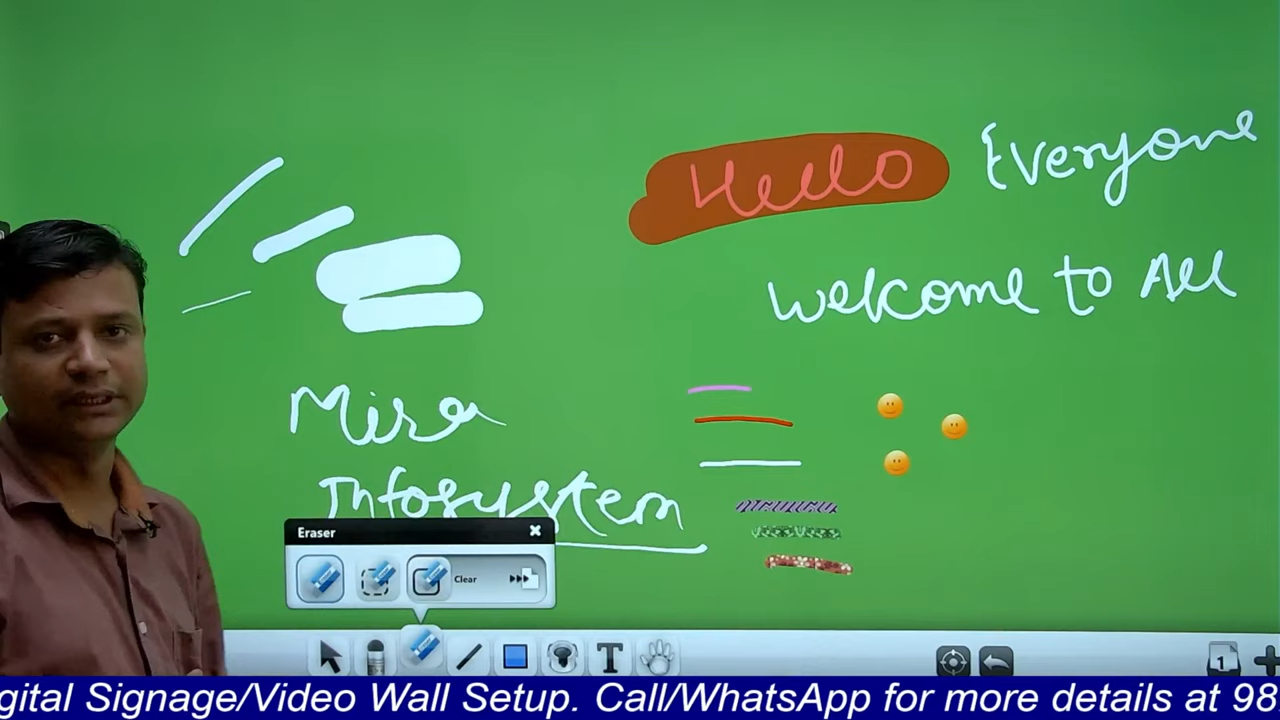 Hello Everyone
welcome to All
Mira
Infosystem
Eraser
Clear
T
1
gital Signage/Video Wall Setup. Call/WhatsApp for more details at 98